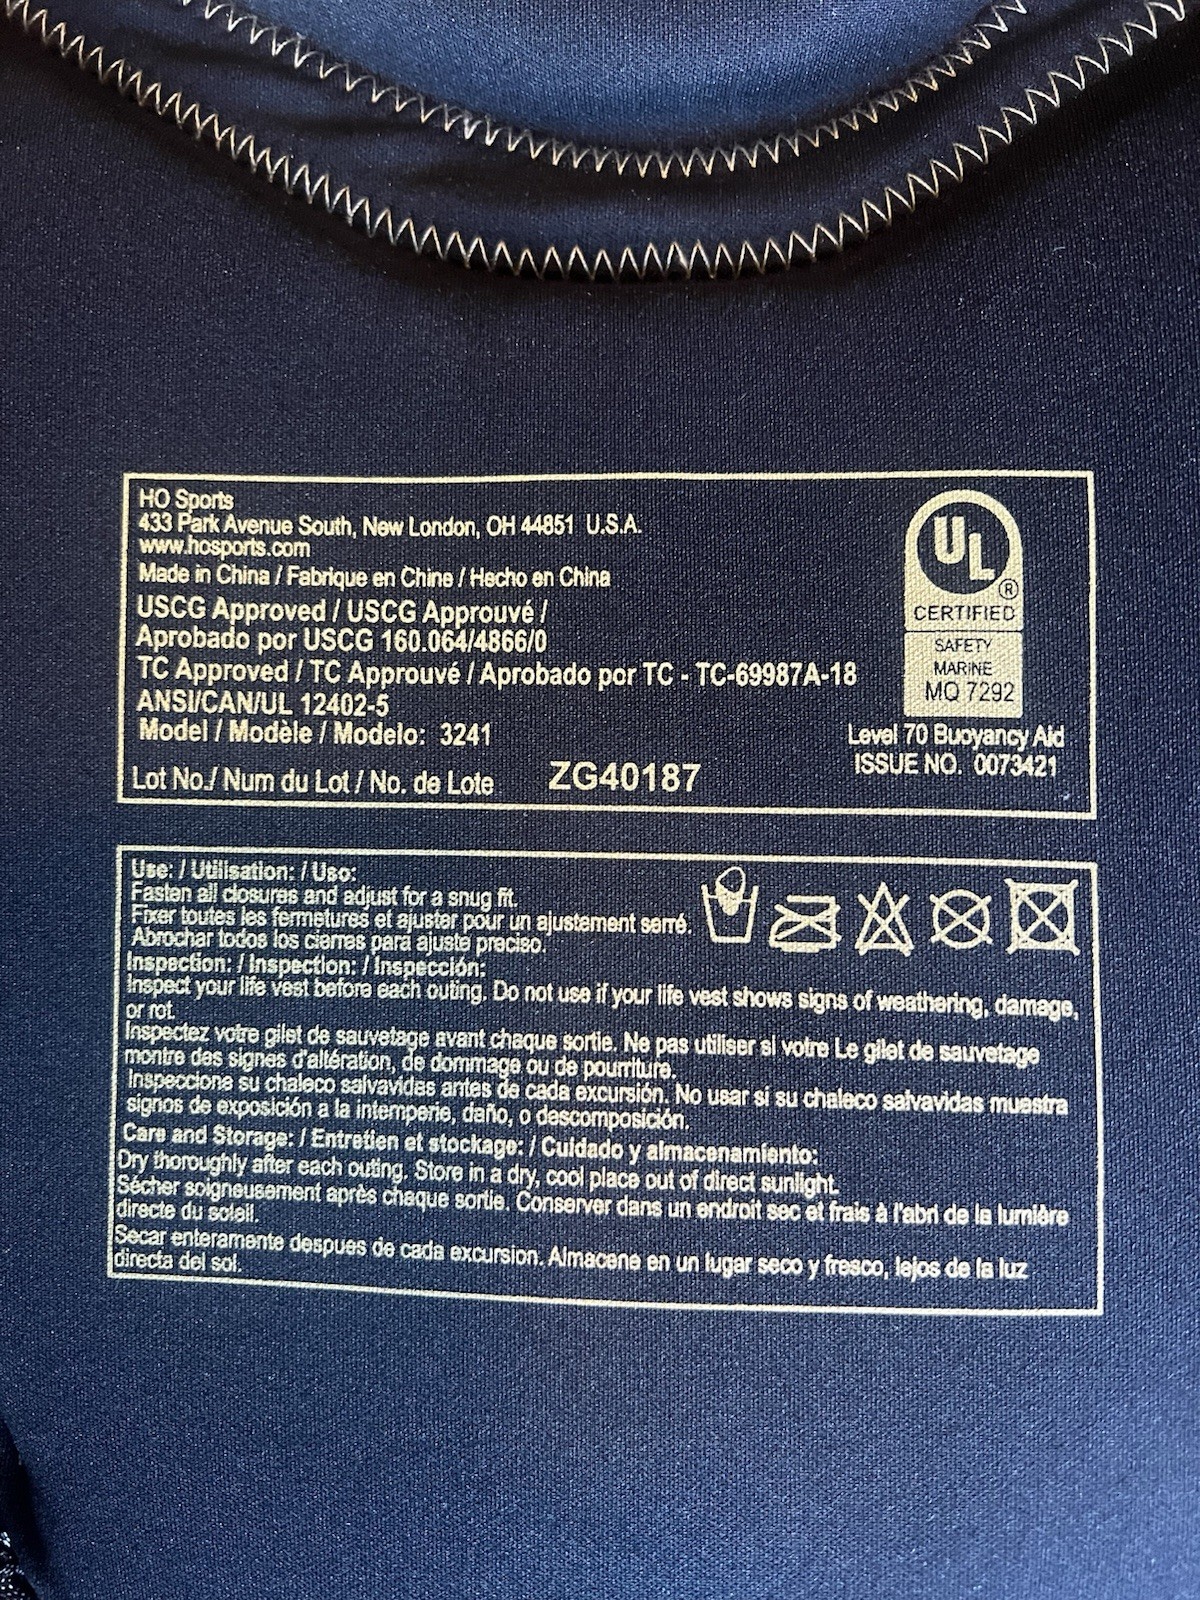 HO Sports
433 Park Avenue South, New London, OH 44851 U.S.A.
www.hosports.com
Made in China / Fabrique en Chine / Hecho en China
USCG Approved / USCG Approuvé /
Aprobado por USCG 160.064/4866/0
TC Approved / TC Approuvé / Aprobado por TC - TC-69987A-18
ANSI/CAN/UL 12402-5
Model / Modèle / Modelo: 3241
Lot No./ Num du Lot / No. de Lote ZG40187
UL ®
CERTIFIED
SAFETY
MARINE
MQ 7292
Level 70 Buoyancy Aid
ISSUE NO. 0073421
Use: / Utilisation: / Uso:
Fasten all closures and adjust for a snug fit.
Fixer toutes les fermetures et ajuster pour un ajustement serré.
Abrochar todos los cierres para ajuste preciso.
Inspection: / Inspection: / Inspección:
Inspect your life vest before each outing. Do not use if your life vest shows signs of weathering, damage,
or rot.
Inspectez votre gilet de sauvetage avant chaque sortie. Ne pas utiliser si votre Le gilet de sauvetage
montre des signes d'altération, de dommage ou de pourriture.
Inspeccione su chaleco salvavidas antes de cada excursión. No usar si su chaleco salvavidas muestra
signos de exposición a la intemperie, daño, o descomposición.
Care and Storage: / Entretien et stockage: / Cuidado y almacenamiento:
Dry thoroughly after each outing. Store in a dry, cool place out of direct sunlight.
Sécher soigneusement après chaque sortie. Conserver dans un endroit sec et frais à l'abri de la lumière
directe du soleil.
Secar enteramente despues de cada excursion. Almacene en un lugar seco y fresco, lejos de la luz
directa del sol.